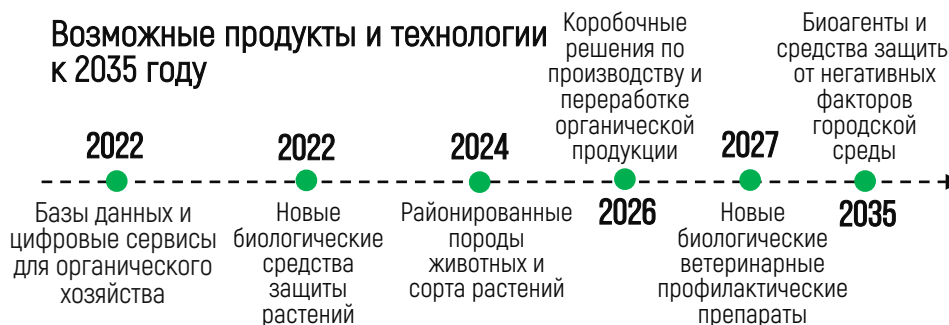 Возможные продукты и технологии
к 2035 году
2022
Базы данных и
цифровые сервисы
для органического
хозяйства
2022
Новые
биологические
средства
защиты
растений
2024
Районированные
породы
животных и
сорта растений
Коробочные
решения по
производству и
переработке
органической
продукции
2026
2027
Новые
биологические
ветеринарные
профилактические
препараты
Биоагенты и
средства защить
от негативных
факторов
городской
среды
2035